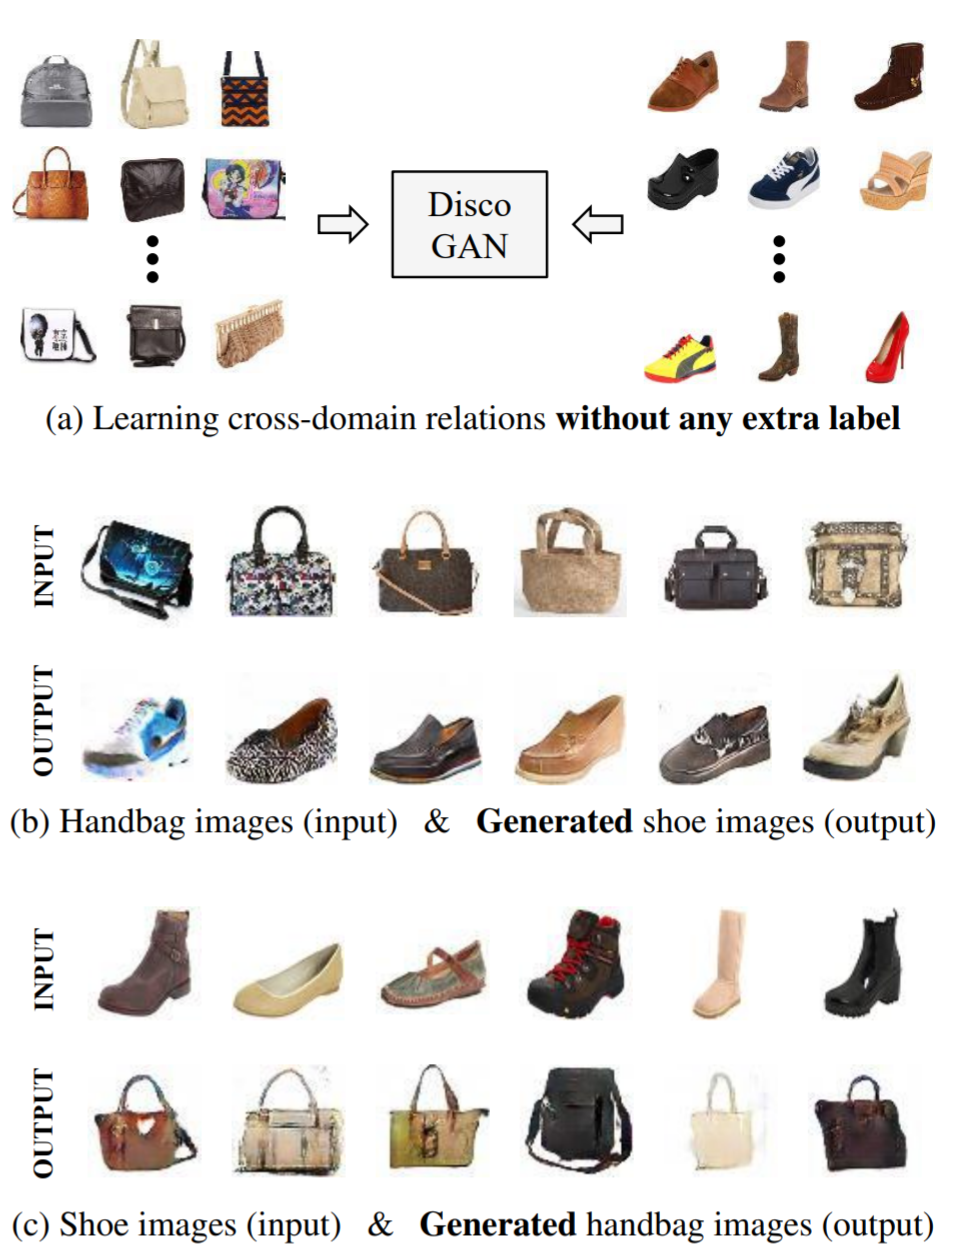 Disco
GAN
(a) Learning cross-domain relations without any extra label
INPUT
OUTPUT
(b) Handbag images (input) & Generated shoe images (output)
INPUT
OUTPUT
(c) Shoe images (input) & Generated handbag images (output)